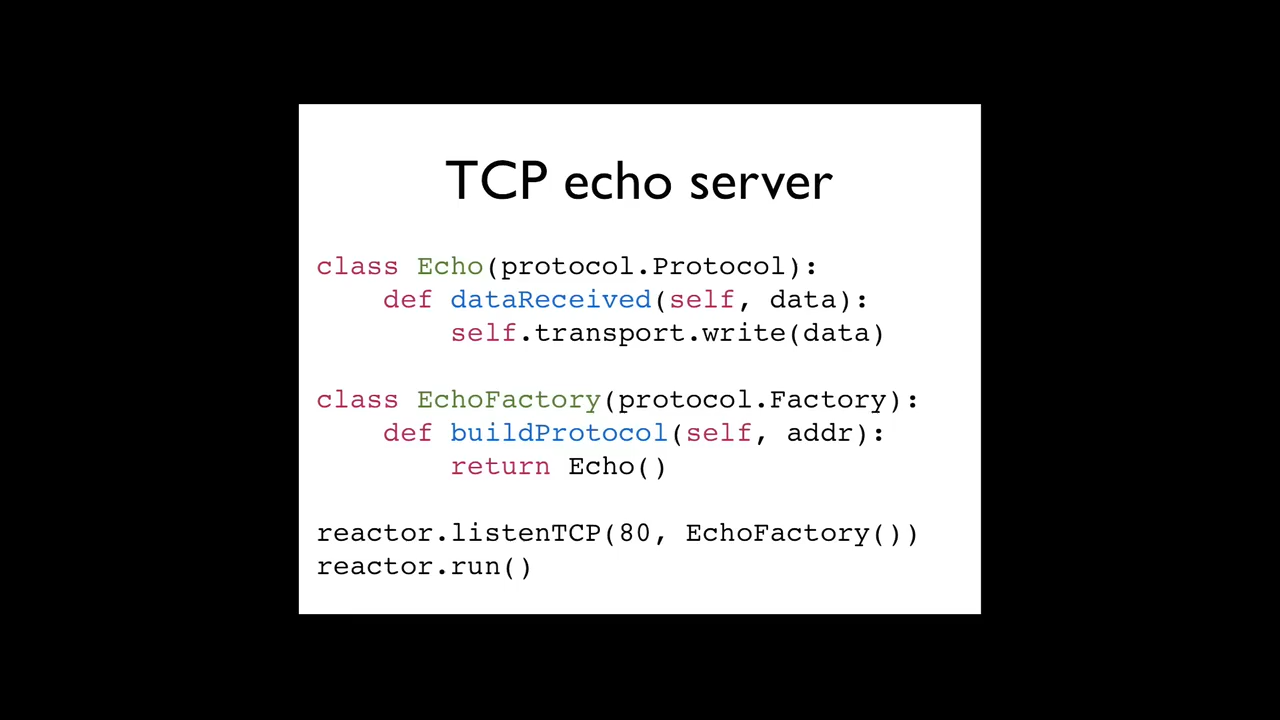 TCP echo server
class Echo(protocol.Protocol):
    def dataReceived(self, data):
        self.transport.write(data)
class EchoFactory(protocol.Factory):
    def buildProtocol(self, addr):
        return Echo()
reactor.listenTCP(80, EchoFactory())
reactor.run()